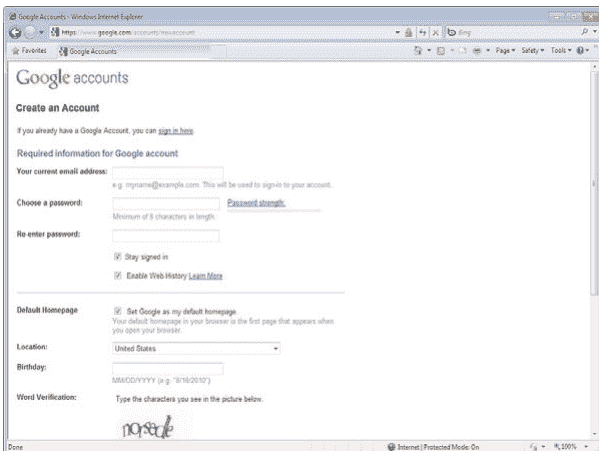 Google Accounts - Windows Internet Explorer
https://www.google.com/accounts/newaccount
Bing
Favorites
Google Accounts
Page
Safety
Tools
Google accounts
Create an Account
If you already have a Google Account, you can sign in here.
Required information for Google account
Your current email address:
e.g. myname@example.com. This will be used to sign-in to your account.
Choose a password:
Password strength:
Minimum of 8 characters in length.
Re-enter password:
Stay signed in
Enable Web History Learn More
Default Homepage
Set Google as my default homepage.
Your default homepage in your browser is the first page that appears when
you open your browser.
Location:
United States
Birthday:
MM/DD/YYYY (e.g. "8/16/2010")
Word Verification:
Type the characters you see in the picture below.
Done
Internet | Protected Mode: On
100%